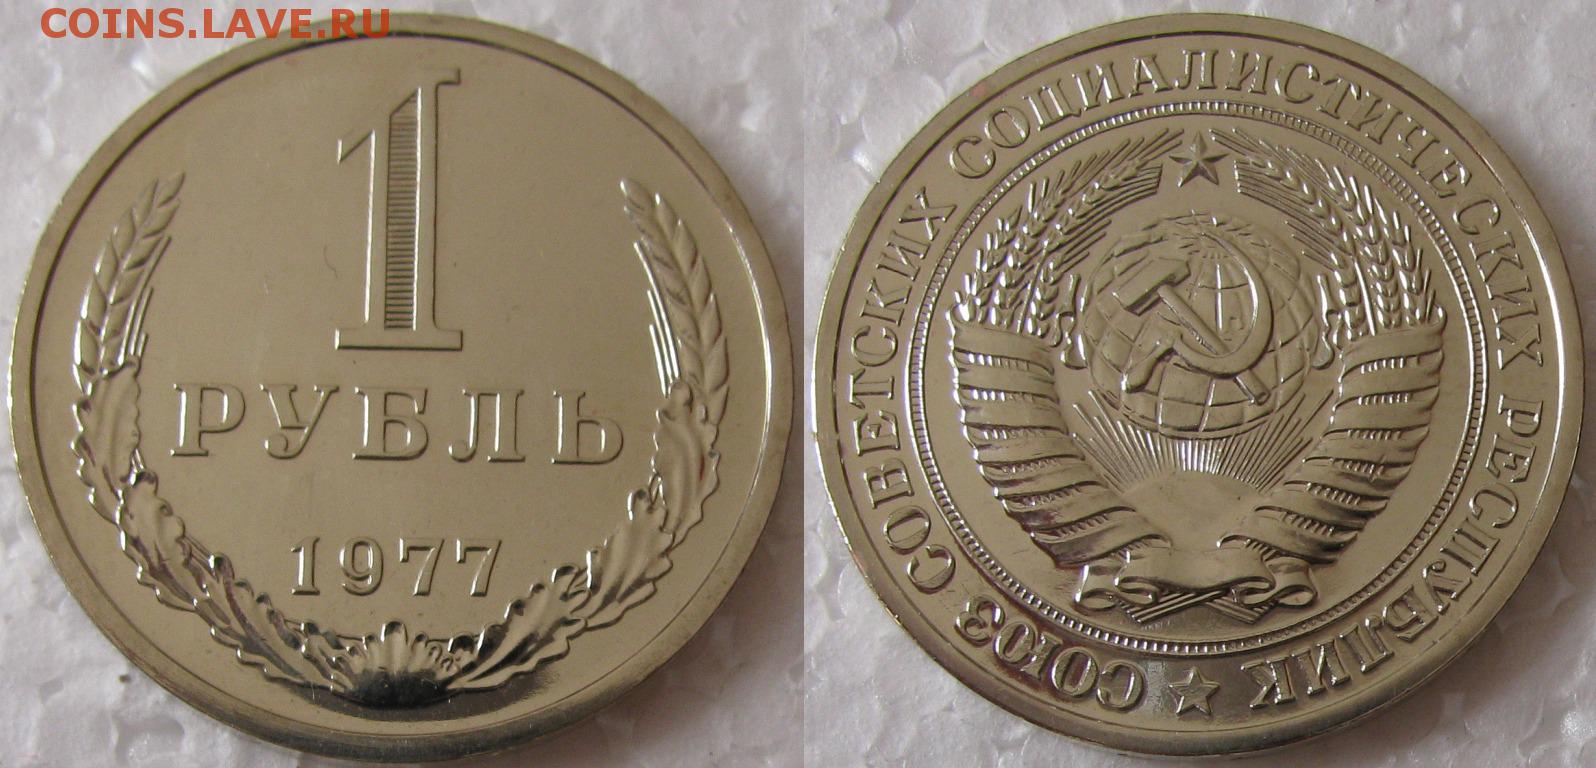 COINS.LAVE.RU
1
РУБЛЬ
1977
СОЮЗ СОВЕТСКИХ СОЦИАЛИСТИЧЕСКИХ РЕСПУБЛИК